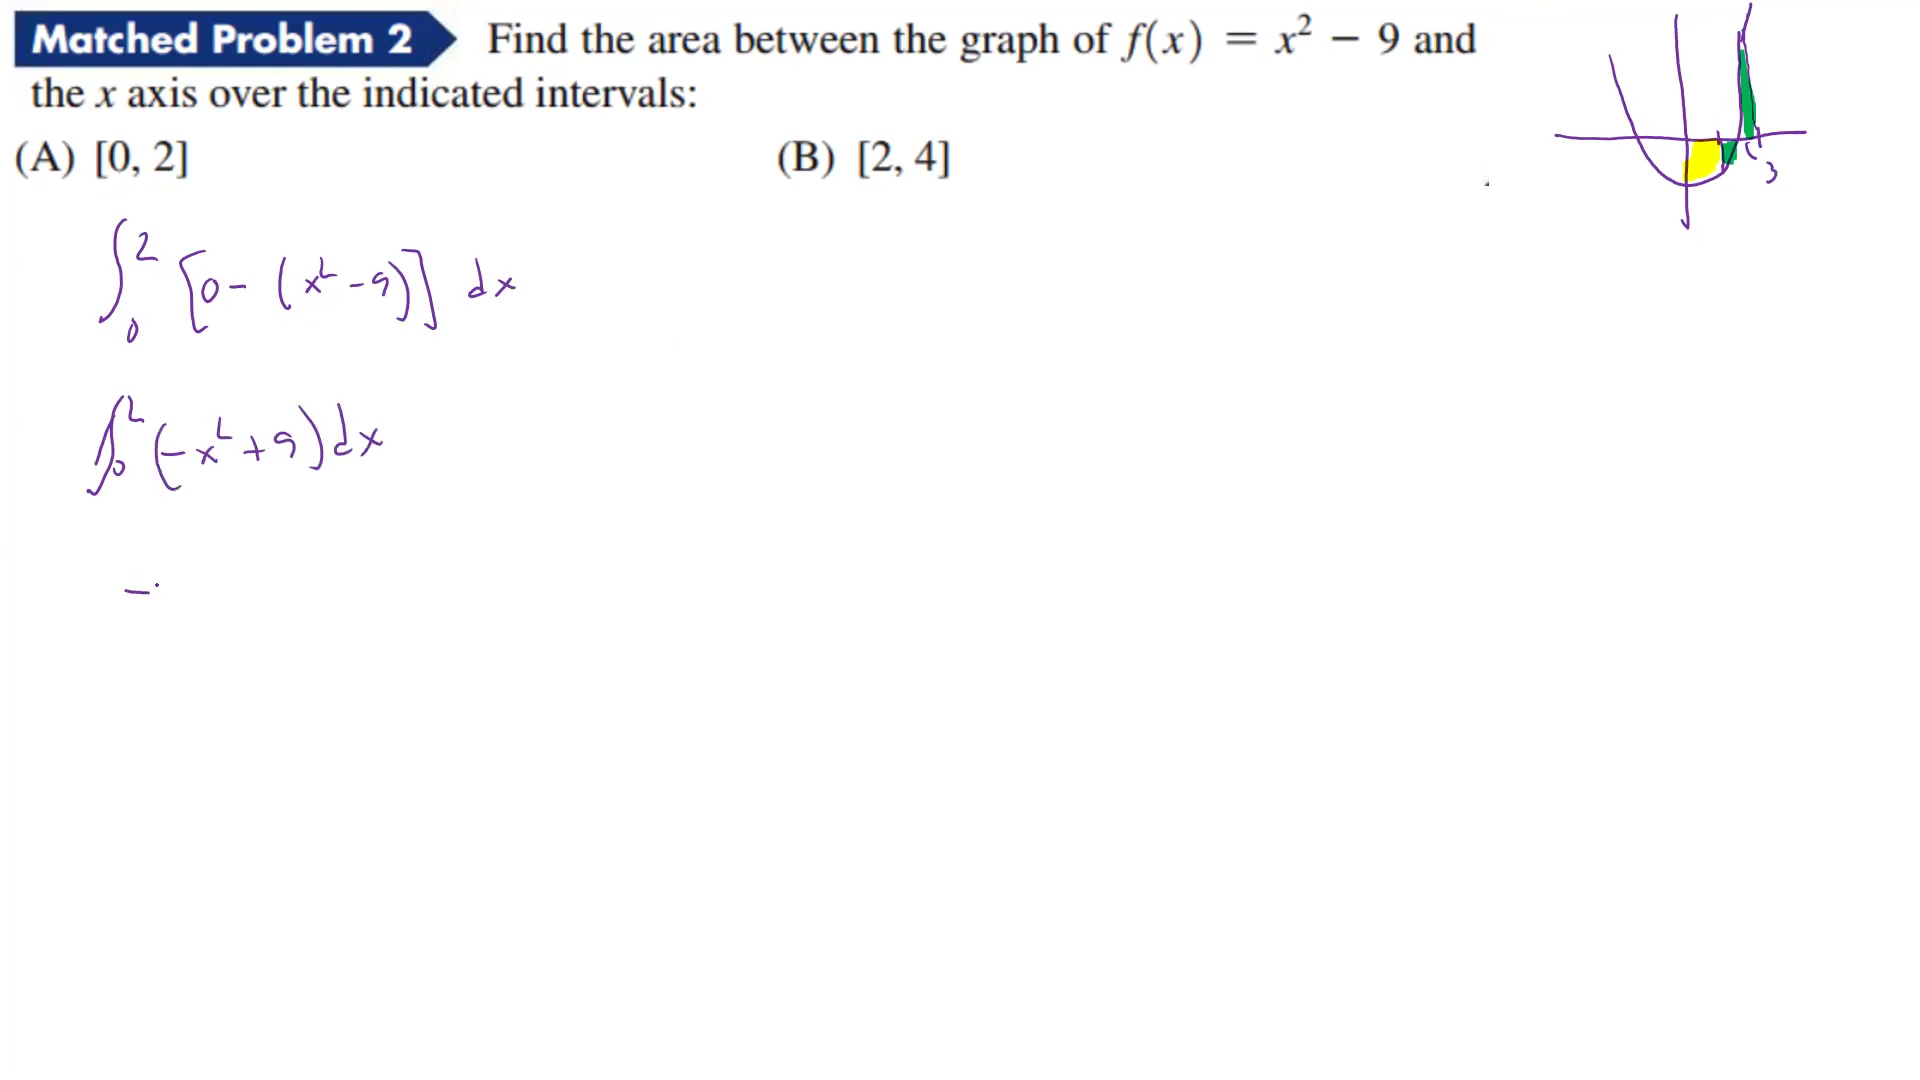 Matched Problem 2 Find the area between the graph of f(x) = x² − 9 and
the x axis over the indicated intervals:
(A) [0, 2] (B) [2, 4]
3
∫₀² [0 − (x² − 9)] dx
∫₀² (−x² + 9) dx
−